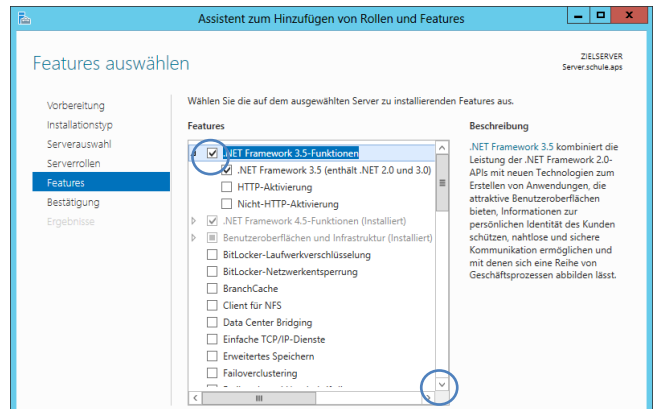 Assistent zum Hinzufügen von Rollen und Features
Features auswählen
ZIELSERVER
Server.schule.aps
Vorbereitung
Installationstyp
Serverauswahl
Serverrollen
Features
Bestätigung
Ergebnisse
Wählen Sie die auf dem ausgewählten Server zu installierenden Features aus.
Features
.NET Framework 3.5-Funktionen
.NET Framework 3.5 (enthält .NET 2.0 und 3.0)
HTTP-Aktivierung
Nicht-HTTP-Aktivierung
.NET Framework 4.5-Funktionen (Installiert)
Benutzeroberflächen und Infrastruktur (Installiert)
BitLocker-Laufwerkverschlüsselung
BitLocker-Netzwerkentsperrung
BranchCache
Client für NFS
Data Center Bridging
Einfache TCP/IP-Dienste
Erweitertes Speichern
Failoverclustering
Beschreibung
.NET Framework 3.5 kombiniert die
Leistung der .NET Framework 2.0-
APIs mit neuen Technologien zum
Erstellen von Anwendungen, die
attraktive Benutzeroberflächen
bieten, Informationen zur
persönlichen Identität des Kunden
schützen, nahtlose und sichere
Kommunikation ermöglichen und
mit denen sich eine Reihe von
Geschäftsprozessen abbilden lässt.